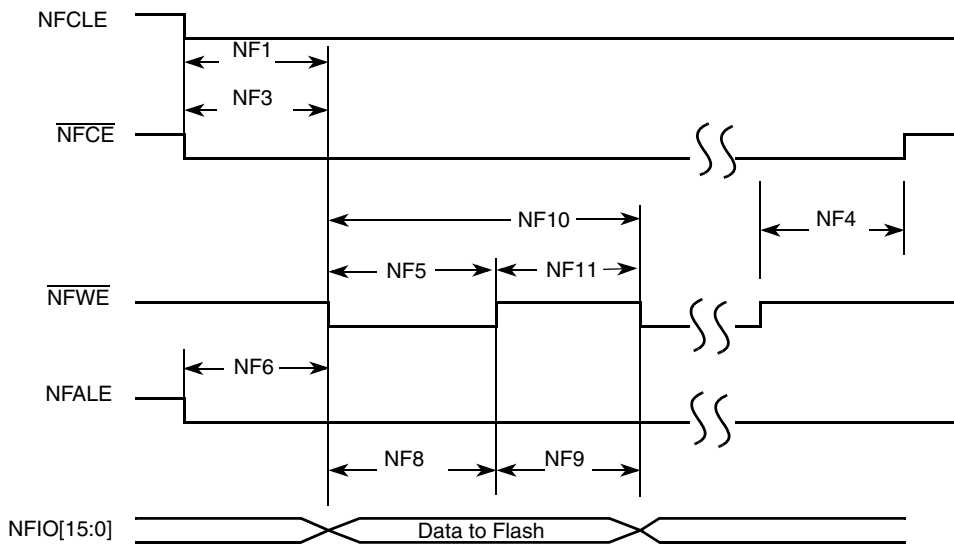 NFCLE
NF1
NF3
NFCE
NF10
NF4
NF5
NF11
NFWE
NF6
NFALE
NF8
NF9
NFIO[15:0]
Data to Flash